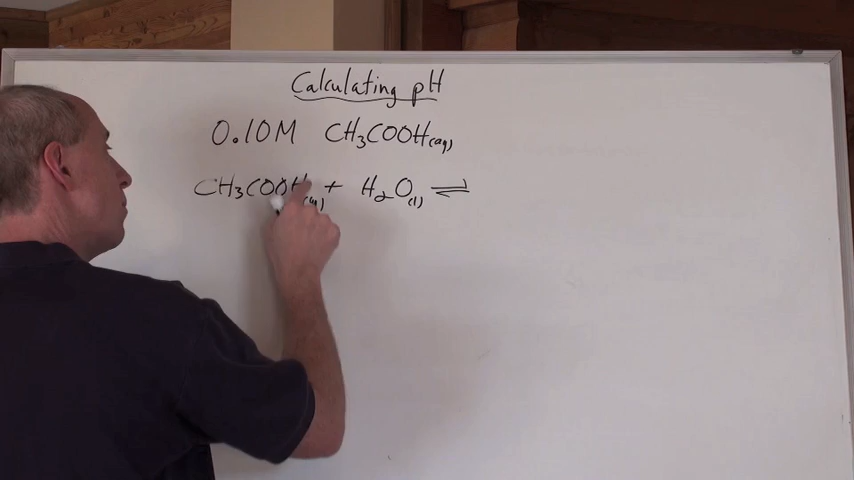 Calculating pH
0.10M CH₃COOH(aq)
CH₃COOH(aq) + H₂O(l) ⇌